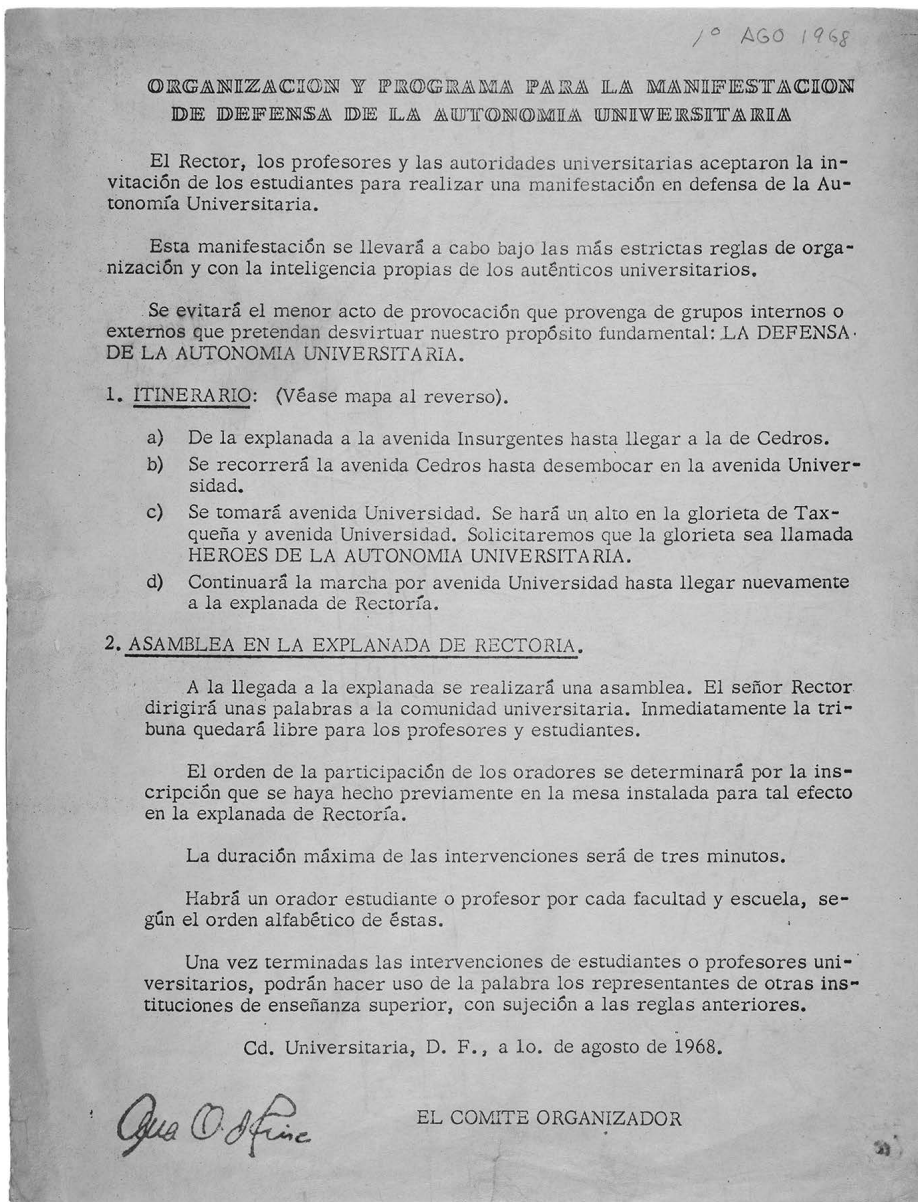 1º AGO 1968
ORGANIZACION Y PROGRAMA PARA LA MANIFESTACION
DE DEFENSA DE LA AUTONOMIA UNIVERSITARIA
El Rector, los profesores y las autoridades universitarias aceptaron la in-
vitación de los estudiantes para realizar una manifestación en defensa de la Au-
tonomía Universitaria.
Esta manifestación se llevará a cabo bajo las más estrictas reglas de orga-
nización y con la inteligencia propias de los auténticos universitarios.
Se evitará el menor acto de provocación que provenga de grupos internos o
externos que pretendan desvirtuar nuestro propósito fundamental: LA DEFENSA
DE LA AUTONOMIA UNIVERSITARIA.
1. ITINERARIO: (Véase mapa al reverso).
a) De la explanada a la avenida Insurgentes hasta llegar a la de Cedros.
b) Se recorrerá la avenida Cedros hasta desembocar en la avenida Univer-
sidad.
c) Se tomará avenida Universidad. Se hará un alto en la glorieta de Tax-
queña y avenida Universidad. Solicitaremos que la glorieta sea llamada
HEROES DE LA AUTONOMIA UNIVERSITARIA.
d) Continuará la marcha por avenida Universidad hasta llegar nuevamente
a la explanada de Rectoría.
2. ASAMBLEA EN LA EXPLANADA DE RECTORIA.
A la llegada a la explanada se realizará una asamblea. El señor Rector
dirigirá unas palabras a la comunidad universitaria. Inmediatamente la tri-
buna quedará libre para los profesores y estudiantes.
El orden de la participación de los oradores se determinará por la ins-
cripción que se haya hecho previamente en la mesa instalada para tal efecto
en la explanada de Rectoría.
La duración máxima de las intervenciones será de tres minutos.
Habrá un orador estudiante o profesor por cada facultad y escuela, se-
gún el orden alfabético de éstas.
Una vez terminadas las intervenciones de estudiantes o profesores uni-
versitarios, podrán hacer uso de la palabra los representantes de otras ins-
tituciones de enseñanza superior, con sujeción a las reglas anteriores.
Cd. Universitaria, D. F., a 1o. de agosto de 1968.
EL COMITE ORGANIZADOR